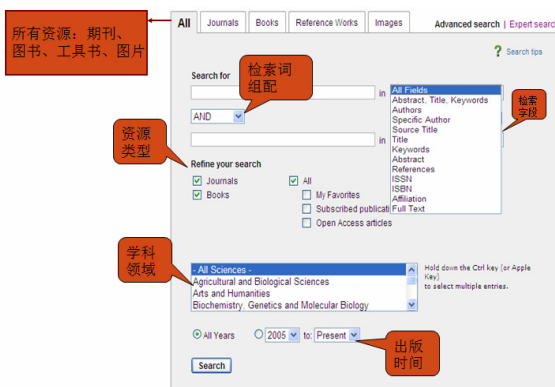 所有资源：期刊、
图书、工具书、图片
All Journals Books Reference Works Images Advanced search | Expert searc
? Search tips
Search for
检索词
组配
in All Fields
Abstract, Title, Keywords
Authors
Specific Author
Source Title
Title
Keywords
Abstract
References
ISSN
ISBN
Affiliation
Full Text
检索
字段
AND
in
资源
类型
Refine your search
Journals All
Books My Favorites
Subscribed publicati
Open Access articles
学科
领域
- All Sciences -
Agricultural and Biological Sciences
Arts and Humanities
Biochemistry, Genetics and Molecular Biology
Hold down the Ctrl key (or Apple
Key)
to select multiple entries.
All Years 2005 to: Present
出版
时间
Search